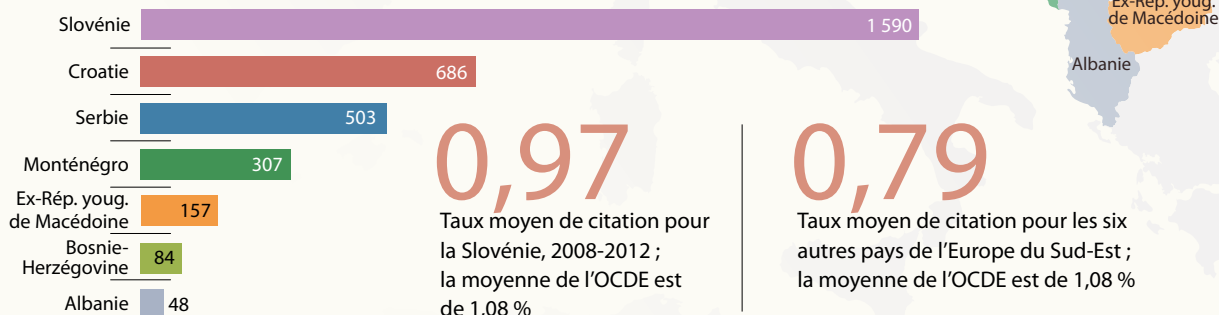 Slovénie
1 590
Croatie
686
Serbie
503
Monténégro
307
Ex-Rép. youg.
de Macédoine
157
Bosnie-
Herzégovine
84
Albanie
48
0,97
Taux moyen de citation pour
la Slovénie, 2008-2012 ;
la moyenne de l’OCDE est
de 1,08 %
0,79
Taux moyen de citation pour les six
autres pays de l’Europe du Sud-Est ;
la moyenne de l’OCDE est de 1,08 %
Ex-Rép. youg.
de Macédoine
Albanie